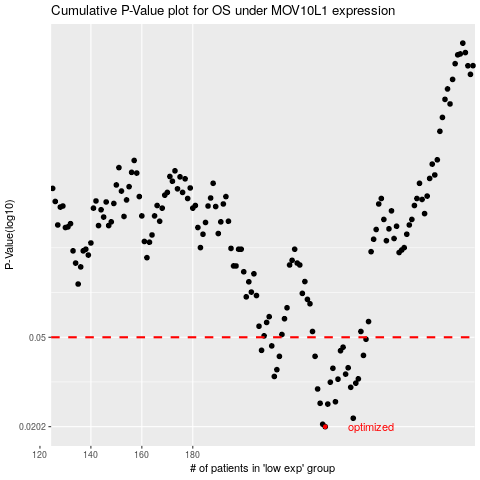 Cumulative P-Value plot for OS under MOV10L1 expression
P-Value(log10)
0.05
0.0202
optimized
120 140 160 180
# of patients in 'low exp' group